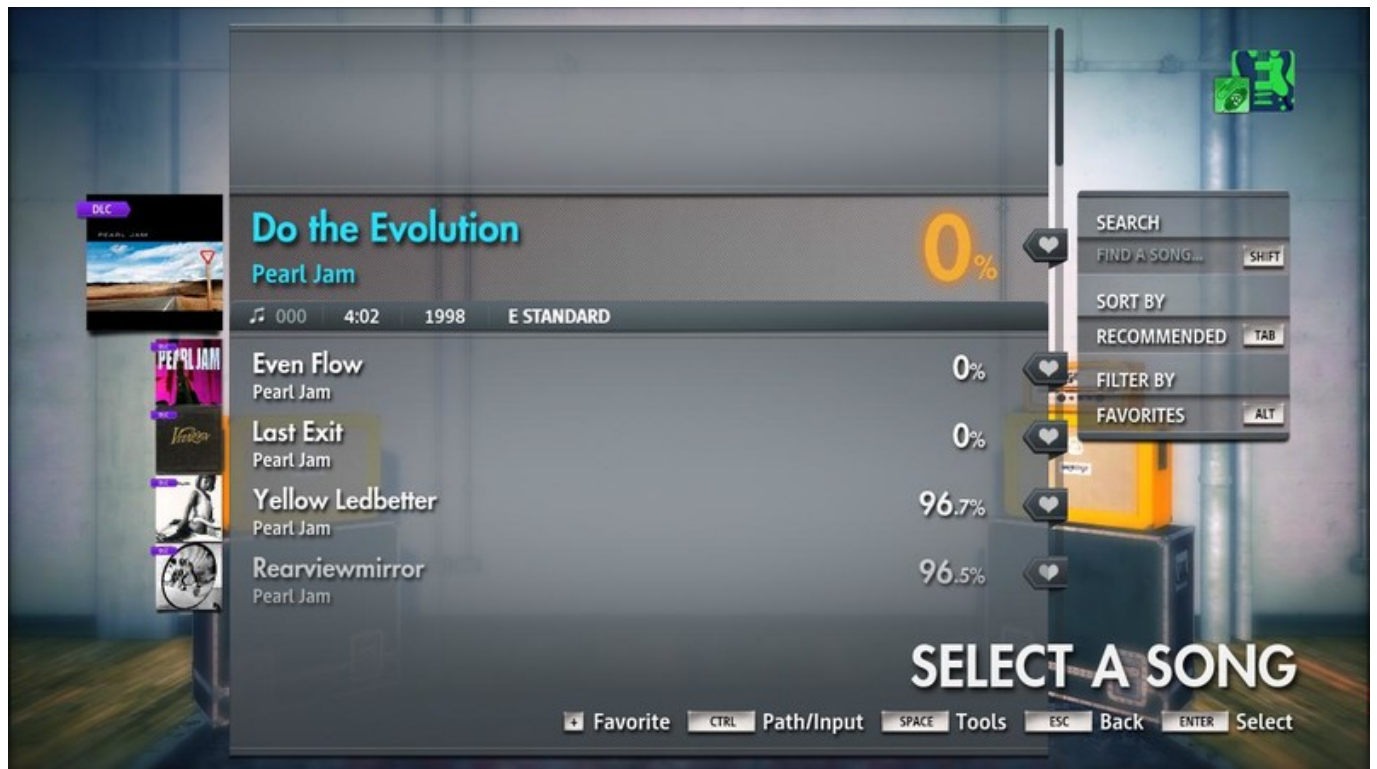 DLC
PEARL JAM
Do the Evolution
Pearl Jam
0%
000 4:02 1998 E STANDARD
PEARL JAM
Even Flow
Pearl Jam
0%
Last Exit
Pearl Jam
0%
Yellow Ledbetter
Pearl Jam
96.7%
Rearviewmirror
Pearl Jam
96.5%
SEARCH
FIND A SONG... SHIFT
SORT BY
RECOMMENDED TAB
FILTER BY
FAVORITES ALT
SELECT A SONG
+ Favorite CTRL Path/Input SPACE Tools ESC Back ENTER Select